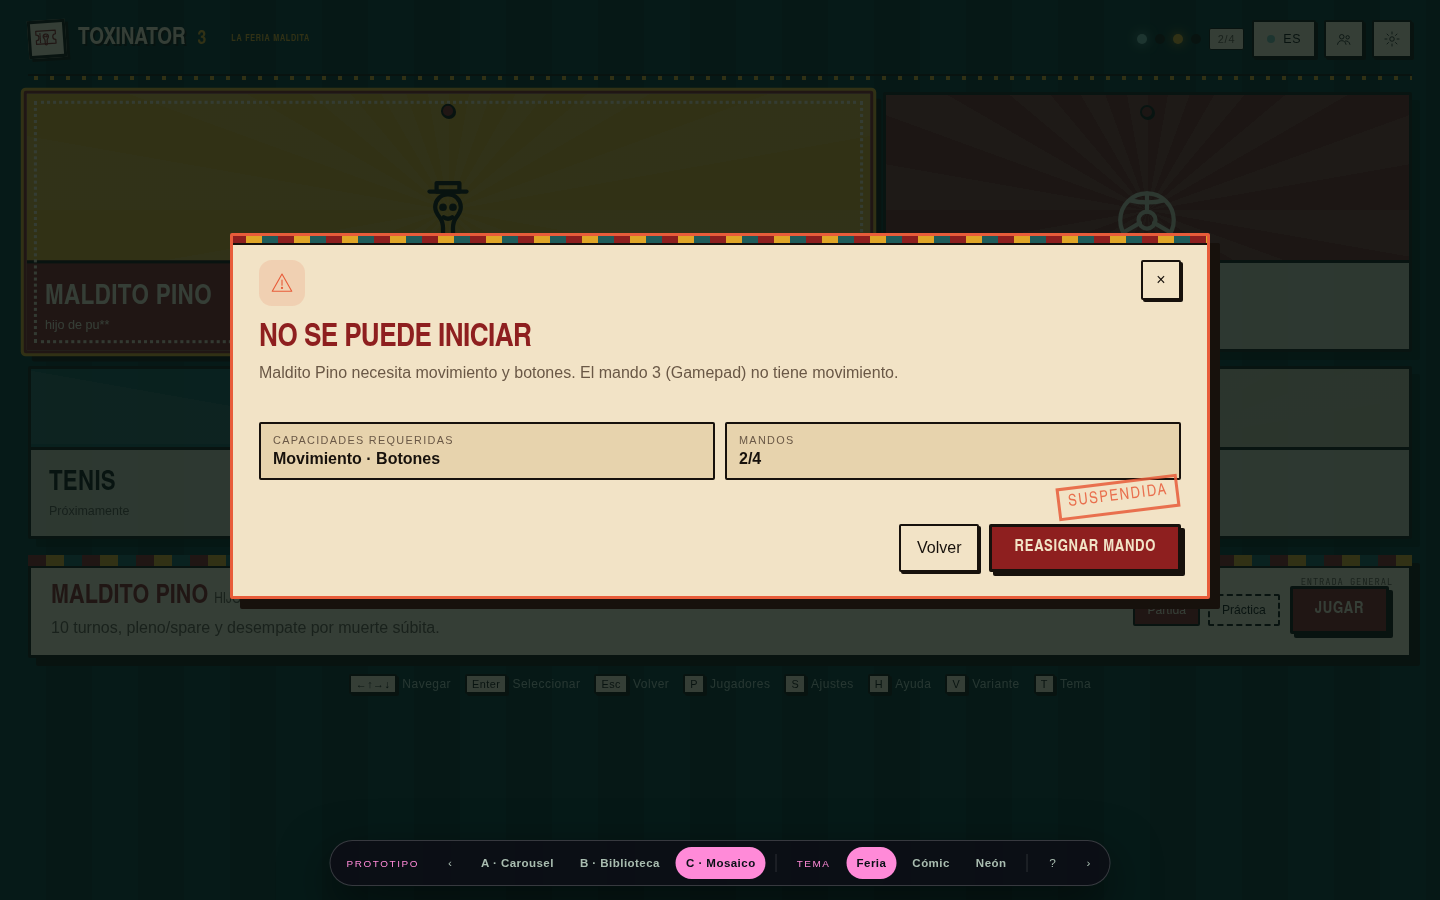 TOXINATOR 3 LA FERIA MALDITA
2/4
ES
MALDITO PINO
hijo de pu**
×
NO SE PUEDE INICIAR
Maldito Pino necesita movimiento y botones. El mando 3 (Gamepad) no tiene movimiento.
CAPACIDADES REQUERIDAS
Movimiento · Botones
MANDOS
2/4
SUSPENDIDA
Volver
REASIGNAR MANDO
TENIS
Próximamente
MALDITO PINO
10 turnos, pleno/spare y desempate por muerte súbita.
ENTRADA GENERAL
Partida
Práctica
JUGAR
←↑→↓ Navegar Enter Seleccionar Esc Volver P Jugadores S Ajustes H Ayuda V Variante T Tema
PROTOTIPO ‹ A · Carousel B · Biblioteca C · Mosaico TEMA Feria Cómic Neón ? ›